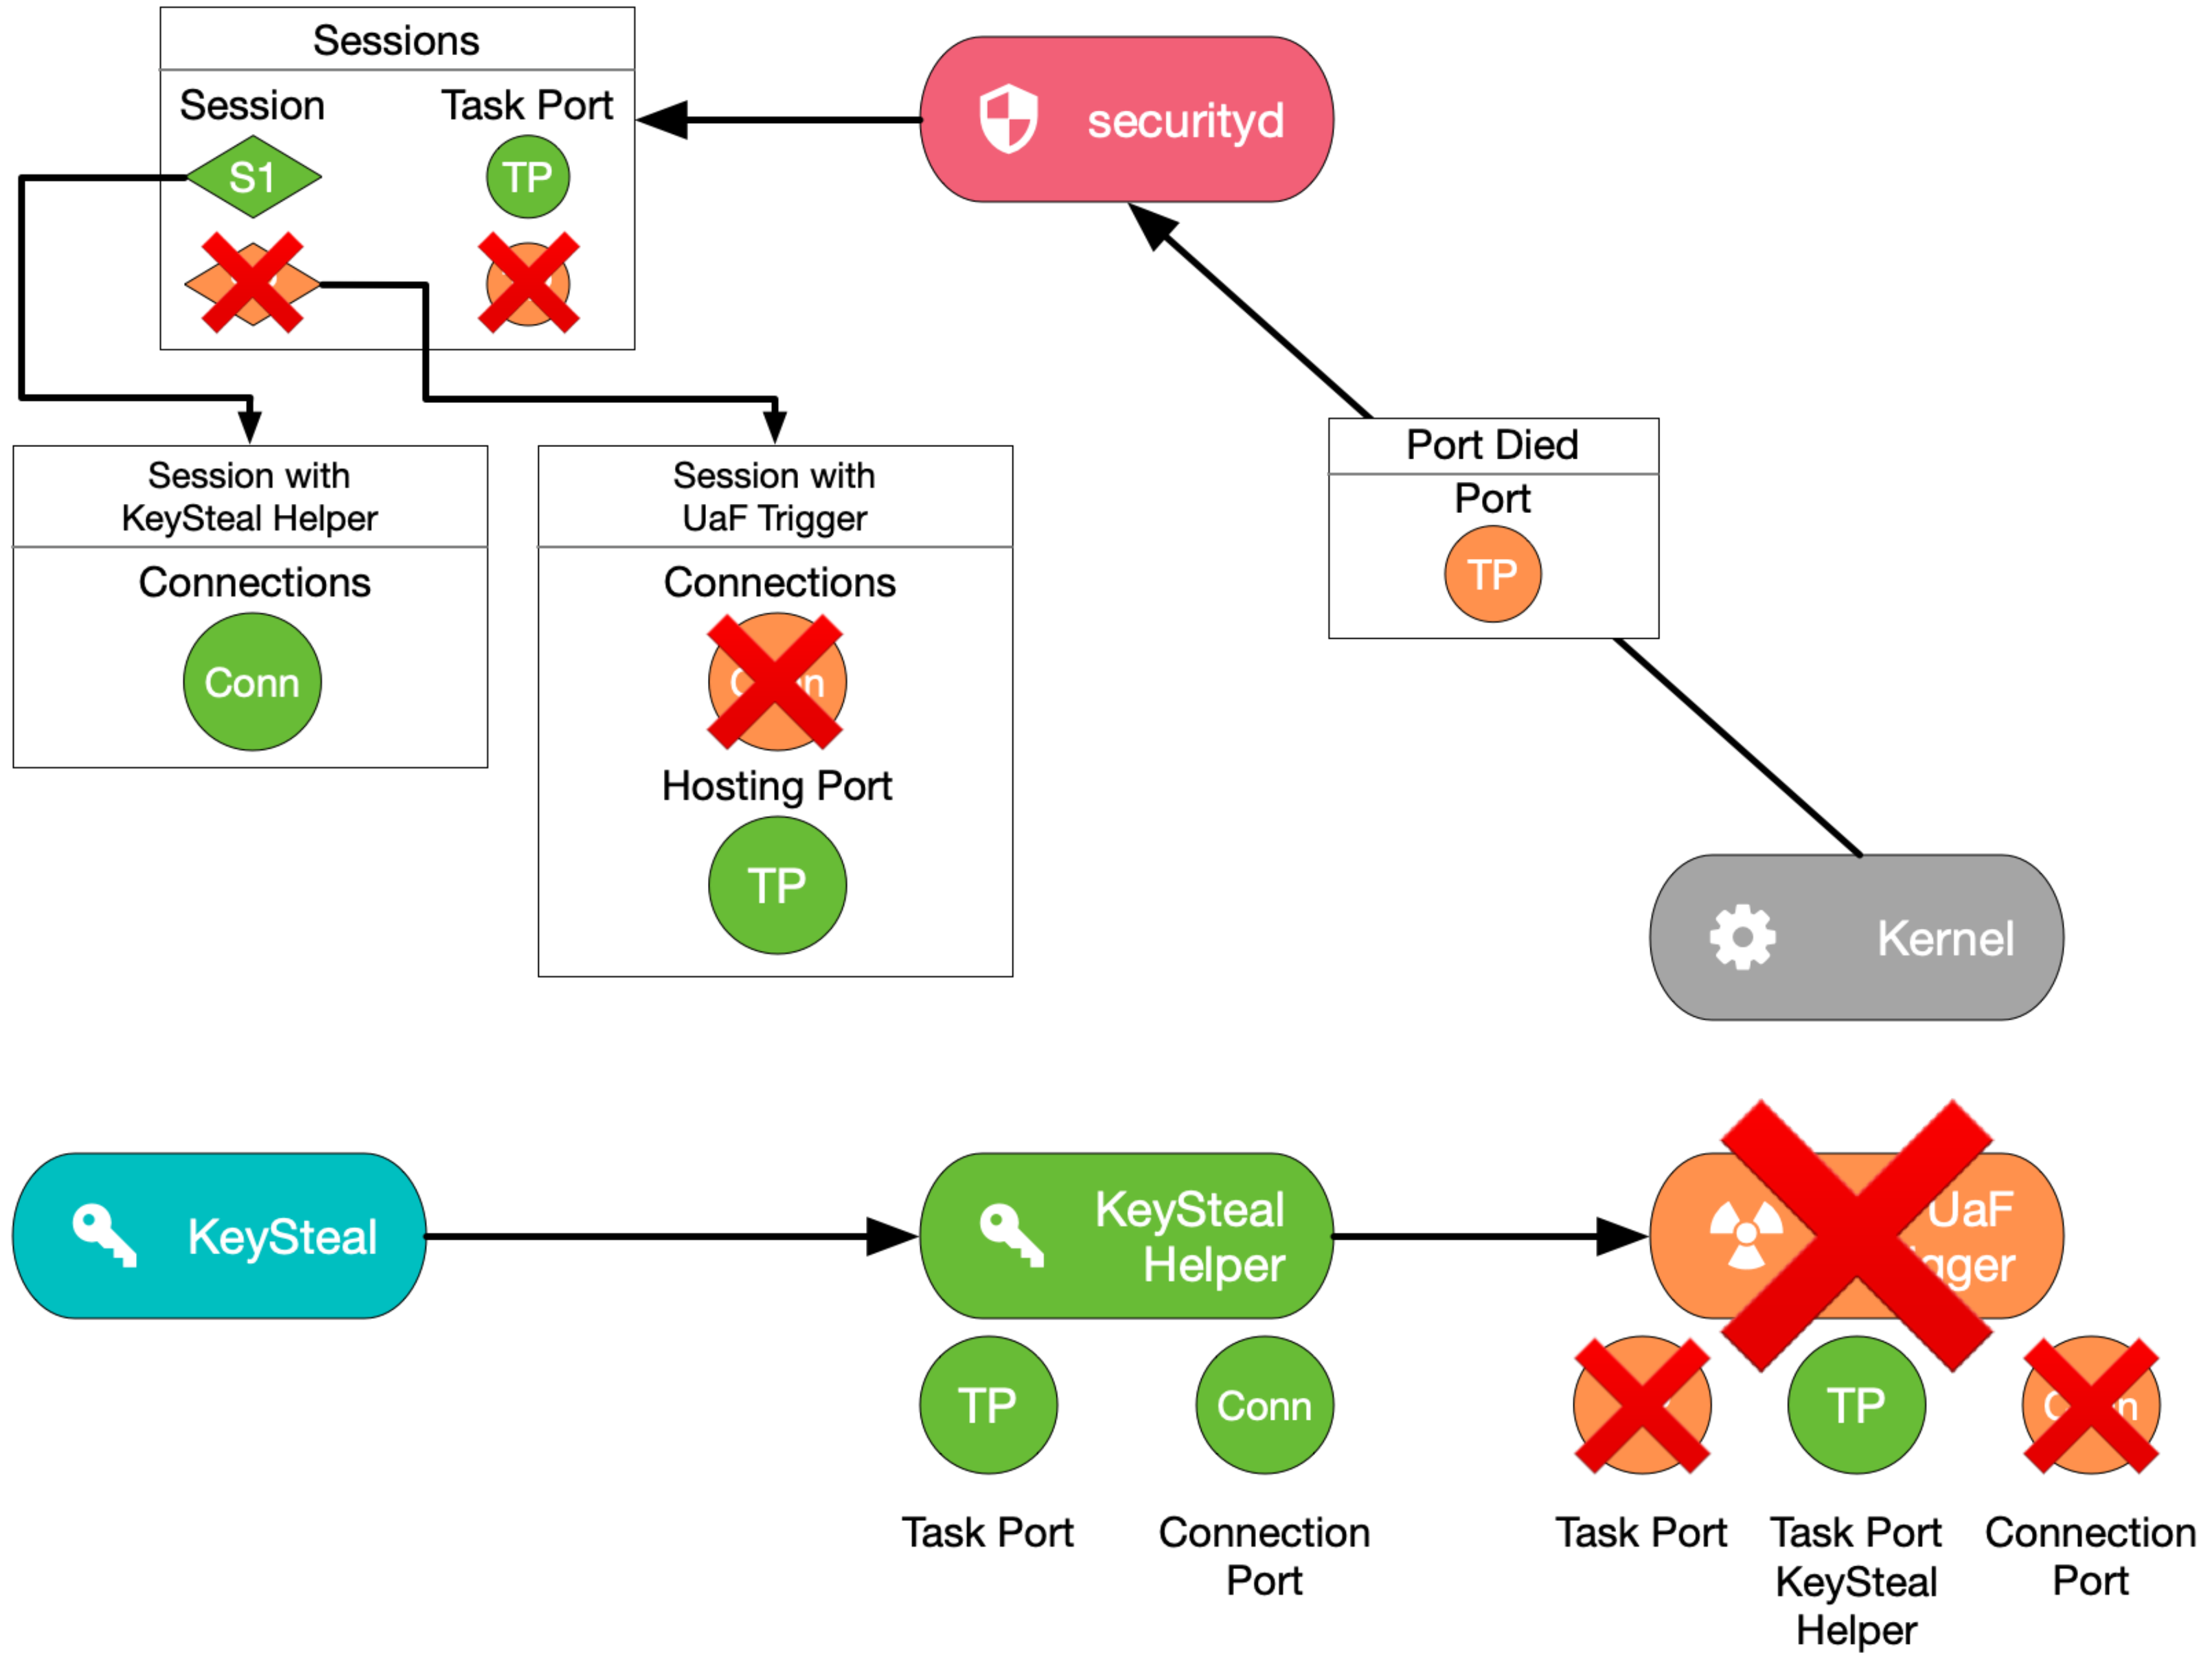 Sessions
Session
Task Port
S1
TP
securityd
Session with
KeySteal Helper
Connections
Conn
Session with
UaF Trigger
Connections
Hosting Port
TP
Port Died
Port
TP
Kernel
KeySteal
KeySteal
Helper
UaF
TP
Conn
TP
Task Port
Connection
Port
Task Port
Task Port
KeySteal
Helper
Connection
Port